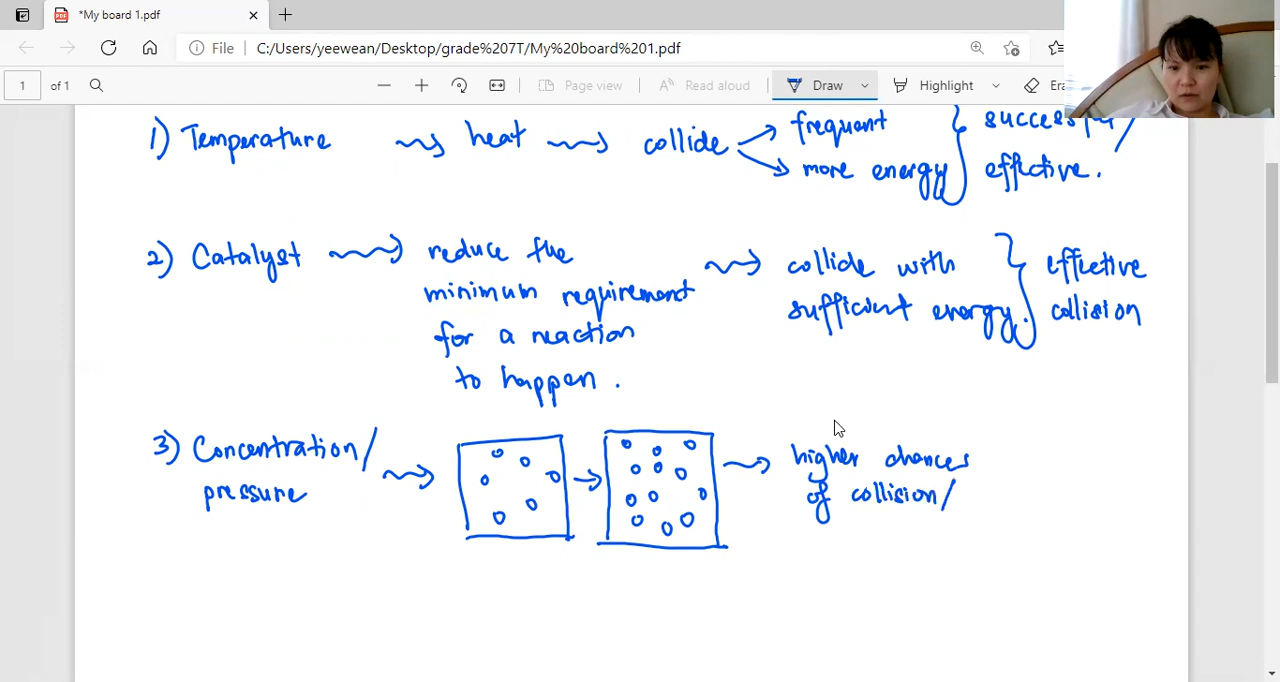 *My board 1.pdf
File
C:/Users/yeewean/Desktop/grade%207T/My%20board%201.pdf
1 of 1
Page view
Read aloud
Draw
Highlight
Era
1) Temperature heat collide frequent more energy successful/ effective.
2) Catalyst reduce the minimum requirement for a reaction to happen. collide with sufficient energy. effective collision
3) Concentration/ pressure higher chances of collision/